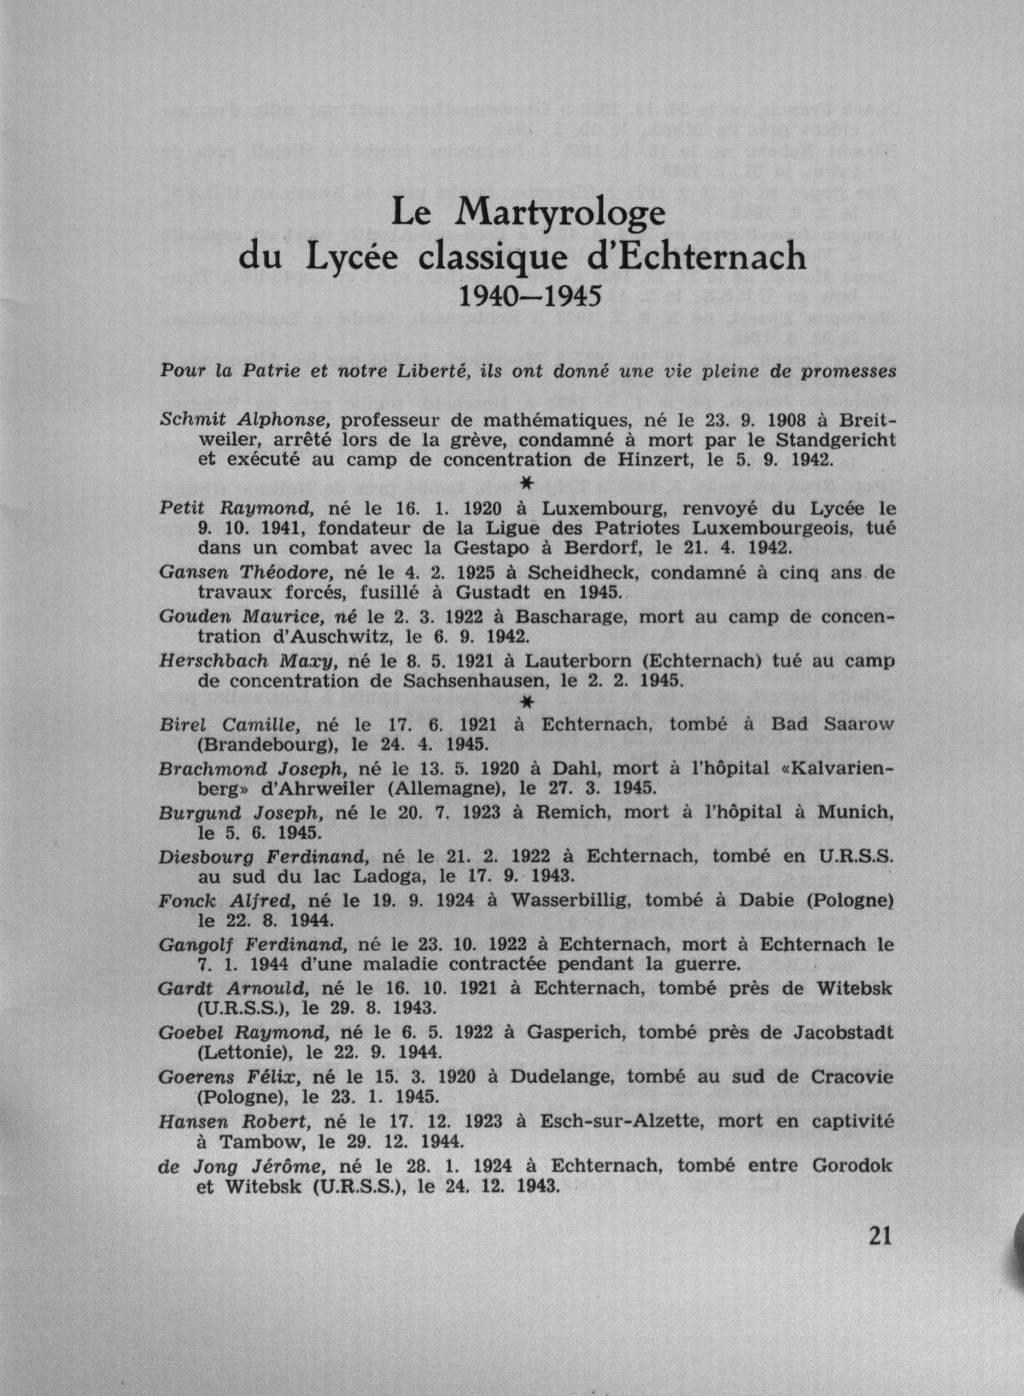 Le Martyrologe
du Lycée classique d'Echternach
1940—1945
Pour la Patrie et notre Liberté, ils ont donné une vie pleine de promesses
Schmit Alphonse, professeur de mathématiques, né le 23. 9. 1908 à Breit-
weiler, arrêté lors de la grève, condamné à mort par le Standgericht
et exécuté au camp de concentration de Hinzert, le 5. 9. 1942.
*
Petit Raymond, né le 16. 1. 1920 à Luxembourg, renvoyé du Lycée le
9. 10. 1941, fondateur de la Ligue des Patriotes Luxembourgeois, tué
dans un combat avec la Gestapo à Berdorf, le 21. 4. 1942.
Gansen Théodore, né le 4. 2. 1925 à Scheidheck, condamné à cinq ans de
travaux forcés, fusillé à Gustadt en 1945.
Gouden Maurice, né le 2. 3. 1922 à Bascharage, mort au camp de concen-
tration d'Auschwitz, le 6. 9. 1942.
Herschbach Maxy, né le 8. 5. 1921 à Lauterborn (Echternach) tué au camp
de concentration de Sachsenhausen, le 2. 2. 1945.
*
Birel Camille, né le 17. 6. 1921 à Echternach, tombé à Bad Saarow
(Brandebourg), le 24. 4. 1945.
Brachmond Joseph, né le 13. 5. 1920 à Dahl, mort à l'hôpital «Kalvarien-
berg» d'Ahrweiler (Allemagne), le 27. 3. 1945.
Burgund Joseph, né le 20. 7. 1923 à Remich, mort à l'hôpital à Munich,
le 5. 6. 1945.
Diesbourg Ferdinand, né le 21. 2. 1922 à Echternach, tombé en U.R.S.S.
au sud du lac Ladoga, le 17. 9. 1943.
Fonck Alfred, né le 19. 9. 1924 à Wasserbillig, tombé à Dabie (Pologne)
le 22. 8. 1944.
Gangolf Ferdinand, né le 23. 10. 1922 à Echternach, mort à Echternach le
7. 1. 1944 d'une maladie contractée pendant la guerre.
Gardt Arnould, né le 16. 10. 1921 à Echternach, tombé près de Witebsk
(U.R.S.S.), le 29. 8. 1943.
Goebel Raymond, né le 6. 5. 1922 à Gasperich, tombé près de Jacobstadt
(Lettonie), le 22. 9. 1944.
Goerens Félix, né le 15. 3. 1920 à Dudelange, tombé au sud de Cracovie
(Pologne), le 23. 1. 1945.
Hansen Robert, né le 17. 12. 1923 à Esch-sur-Alzette, mort en captivité
à Tambow, le 29. 12. 1944.
de Jong Jérôme, né le 28. 1. 1924 à Echternach, tombé entre Gorodok
et Witebsk (U.R.S.S.), le 24. 12. 1943.
21